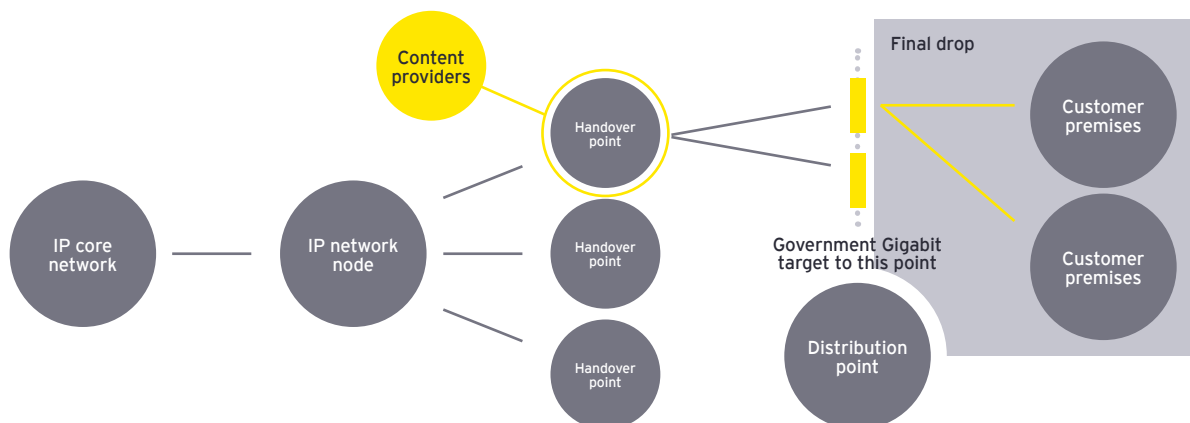 Final drop
Content
providers
Handover
point
Customer
premises
IP core
network
IP network
node
Handover
point
Government Gigabit
target to this point
Customer
premises
Distribution
point
Handover
point